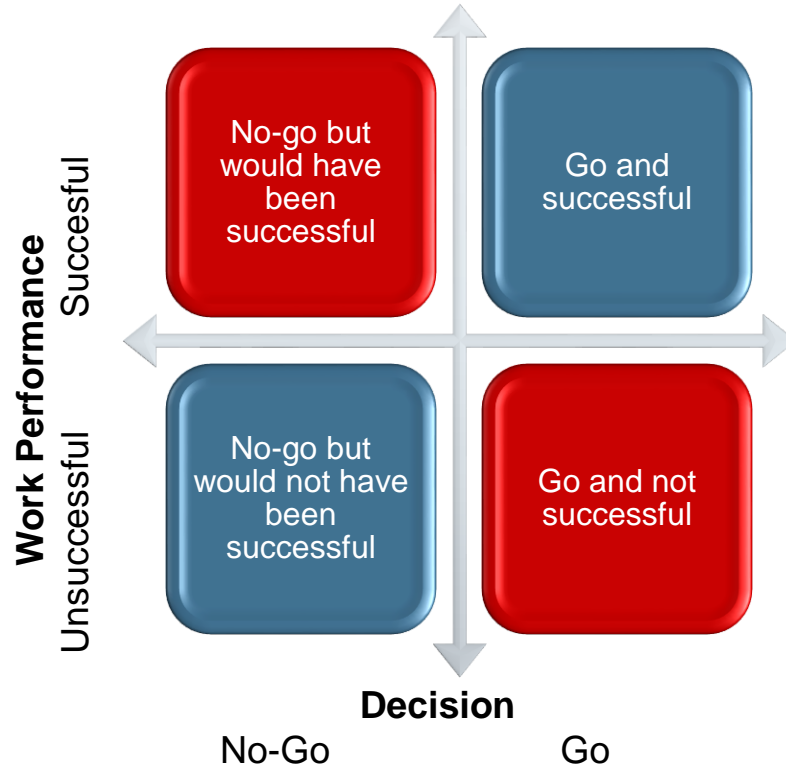 No-go but
would have
been
successful
Go and
successful
No-go but
would not have
been
successful
Go and not
successful
Work Performance
Succesful
Unsuccessful
Decision
No-Go
Go